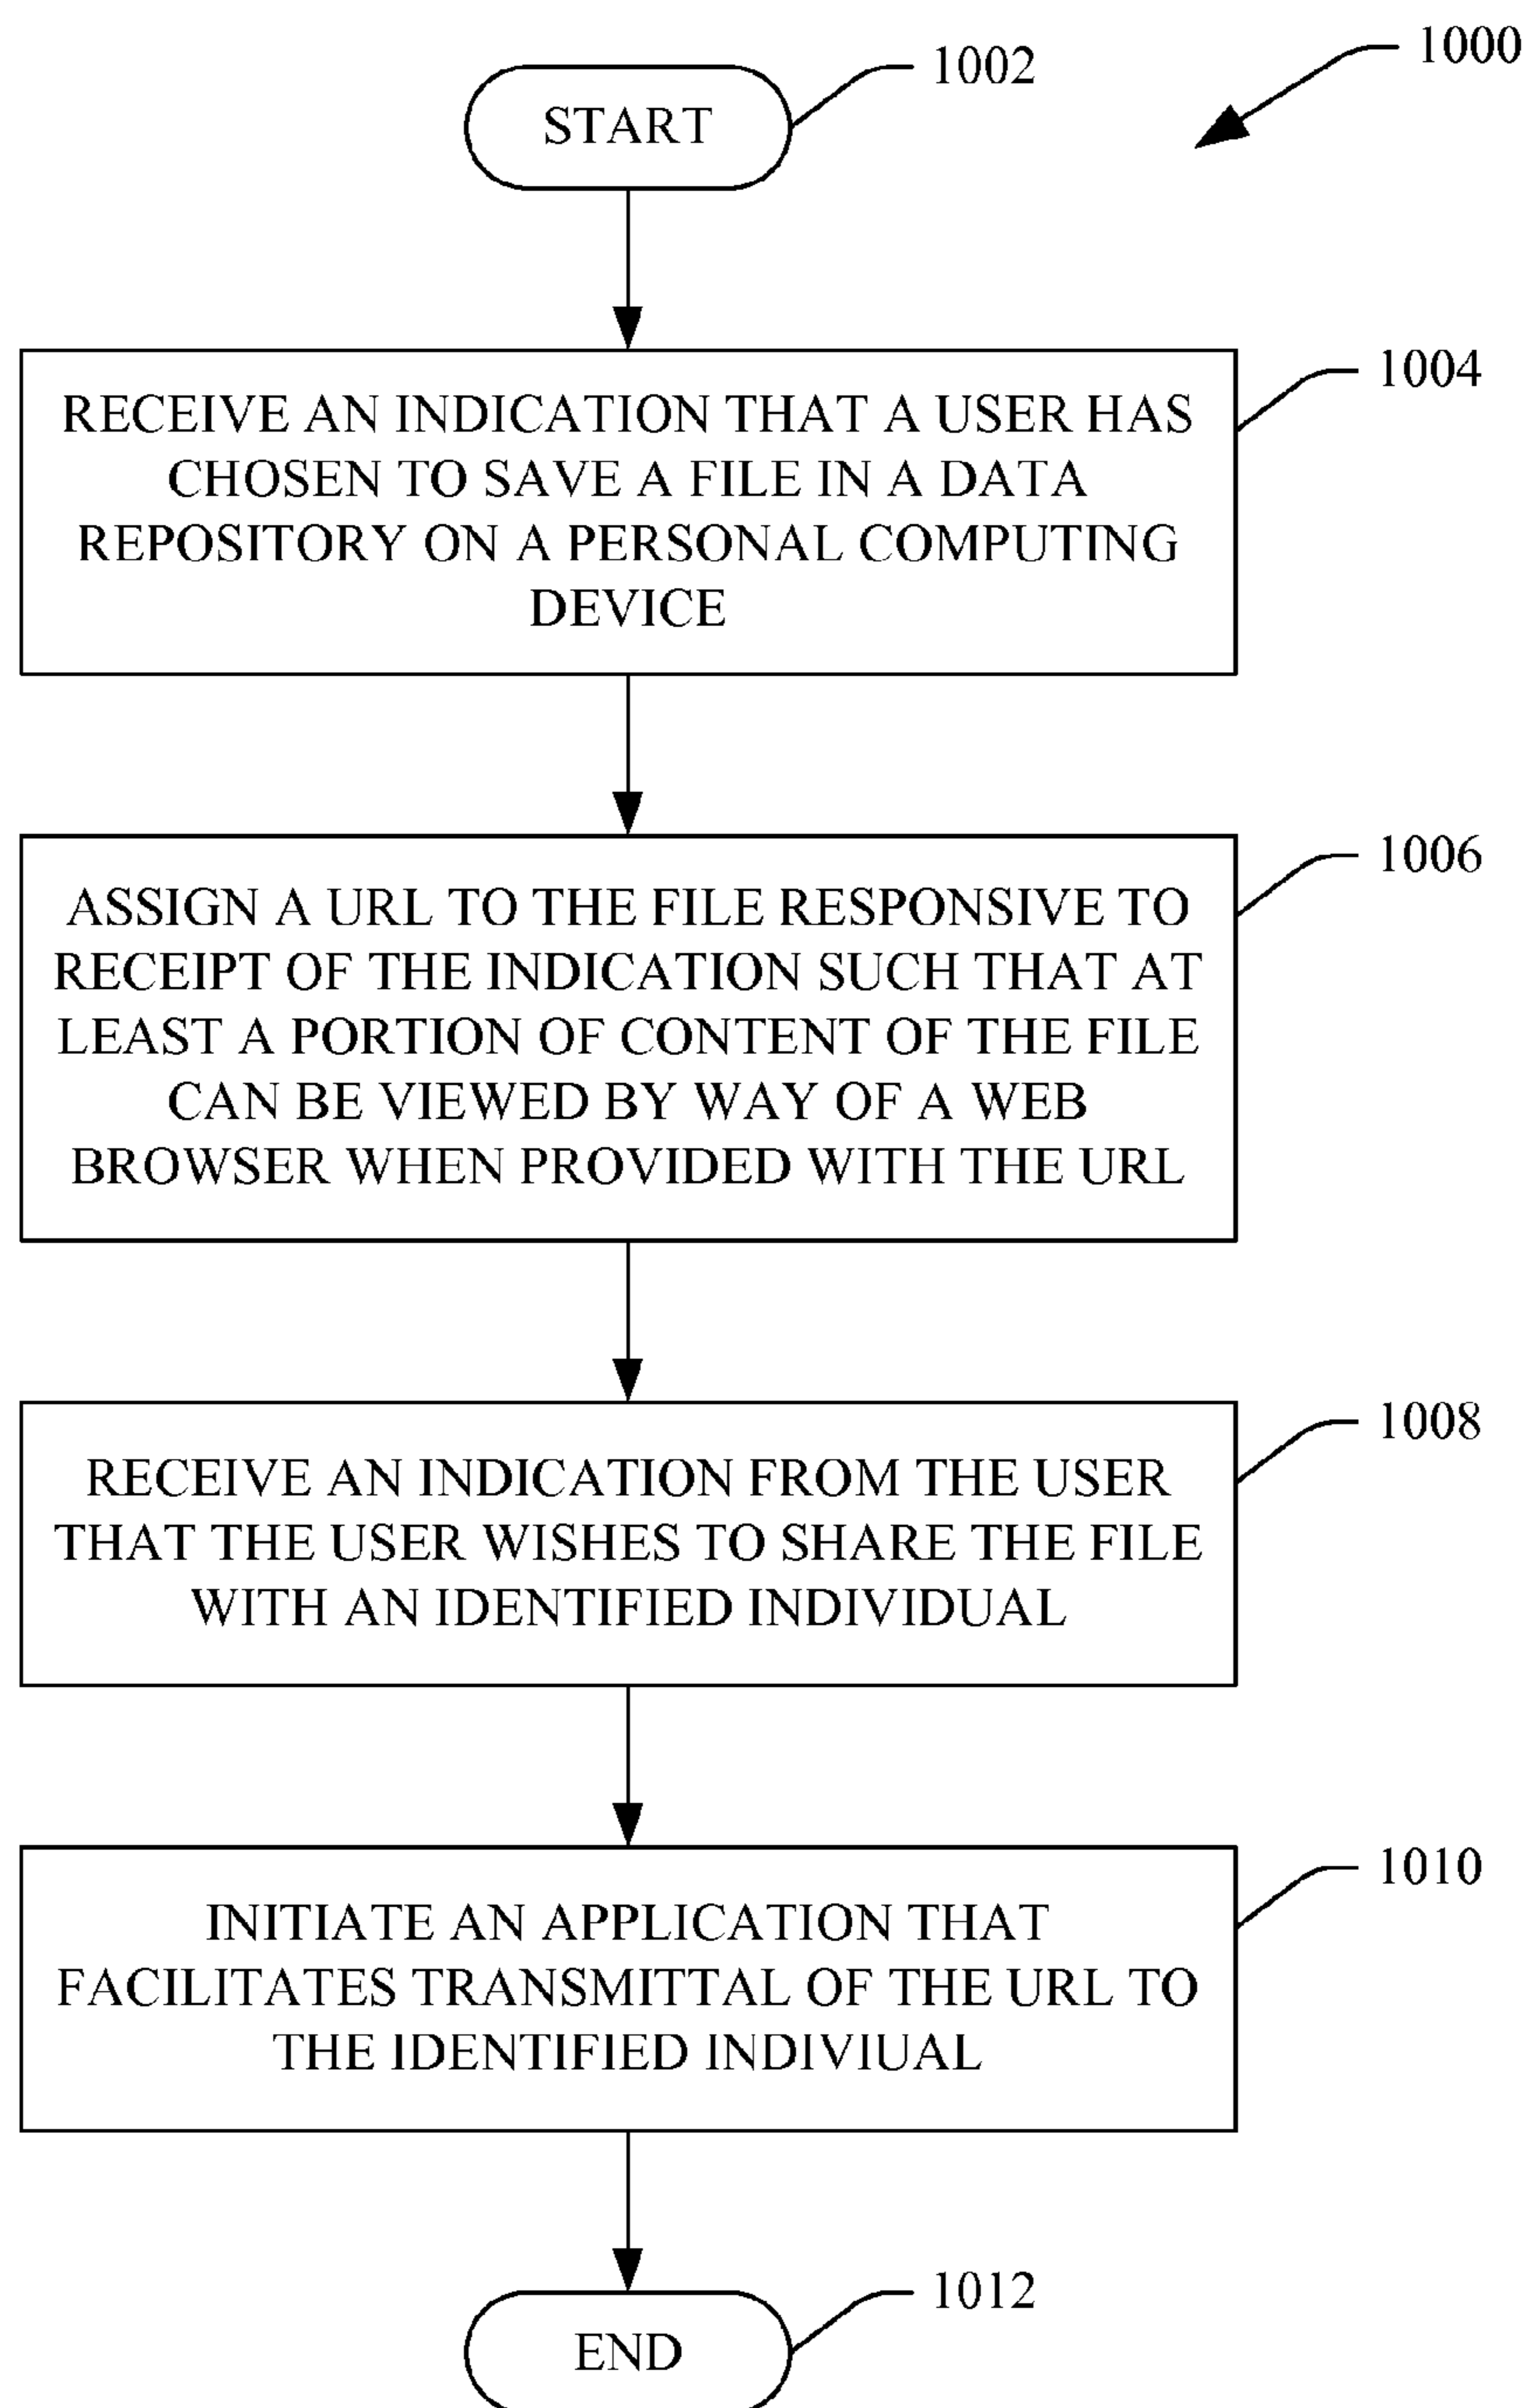 1000
1002
START
1004
RECEIVE AN INDICATION THAT A USER HAS
CHOSEN TO SAVE A FILE IN A DATA
REPOSITORY ON A PERSONAL COMPUTING
DEVICE
1006
ASSIGN A URL TO THE FILE RESPONSIVE TO
RECEIPT OF THE INDICATION SUCH THAT AT
LEAST A PORTION OF CONTENT OF THE FILE
CAN BE VIEWED BY WAY OF A WEB
BROWSER WHEN PROVIDED WITH THE URL
1008
RECEIVE AN INDICATION FROM THE USER
THAT THE USER WISHES TO SHARE THE FILE
WITH AN IDENTIFIED INDIVIDUAL
1010
INITIATE AN APPLICATION THAT
FACILITATES TRANSMITTAL OF THE URL TO
THE IDENTIFIED INDIVIUAL
1012
END